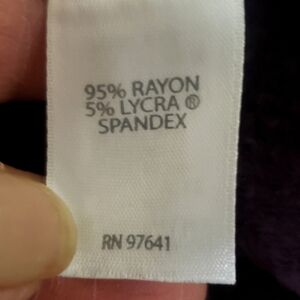 95% RAYON
5% LYCRA ®
SPANDEX
RN 97641